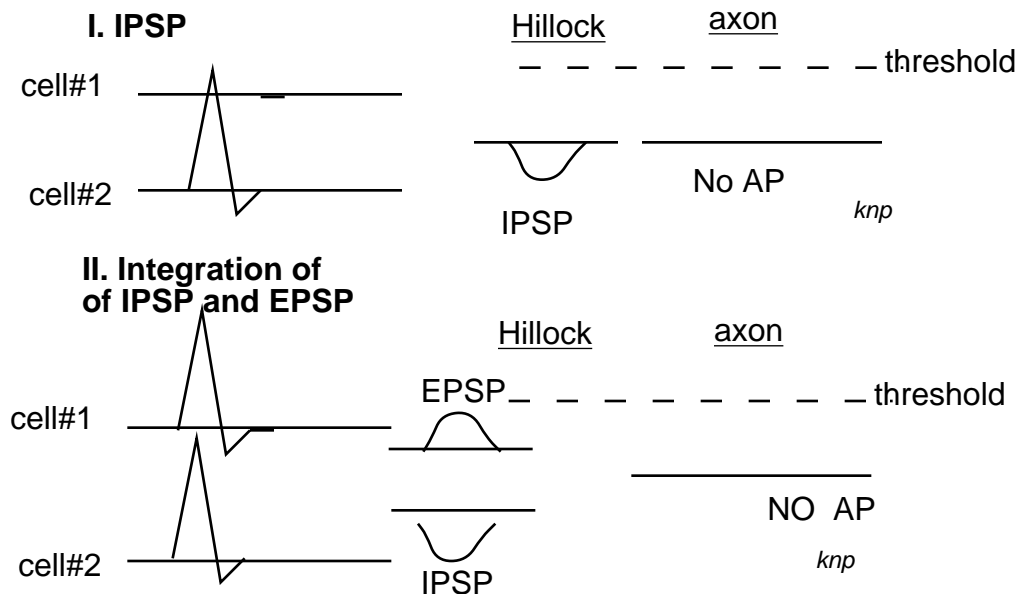 I. IPSP
Hillock
axon
threshold
cell#1
cell#2
No AP
IPSP
knp
II. Integration of
of IPSP and EPSP
Hillock
axon
EPSP
threshold
cell#1
NO AP
cell#2
IPSP
knp